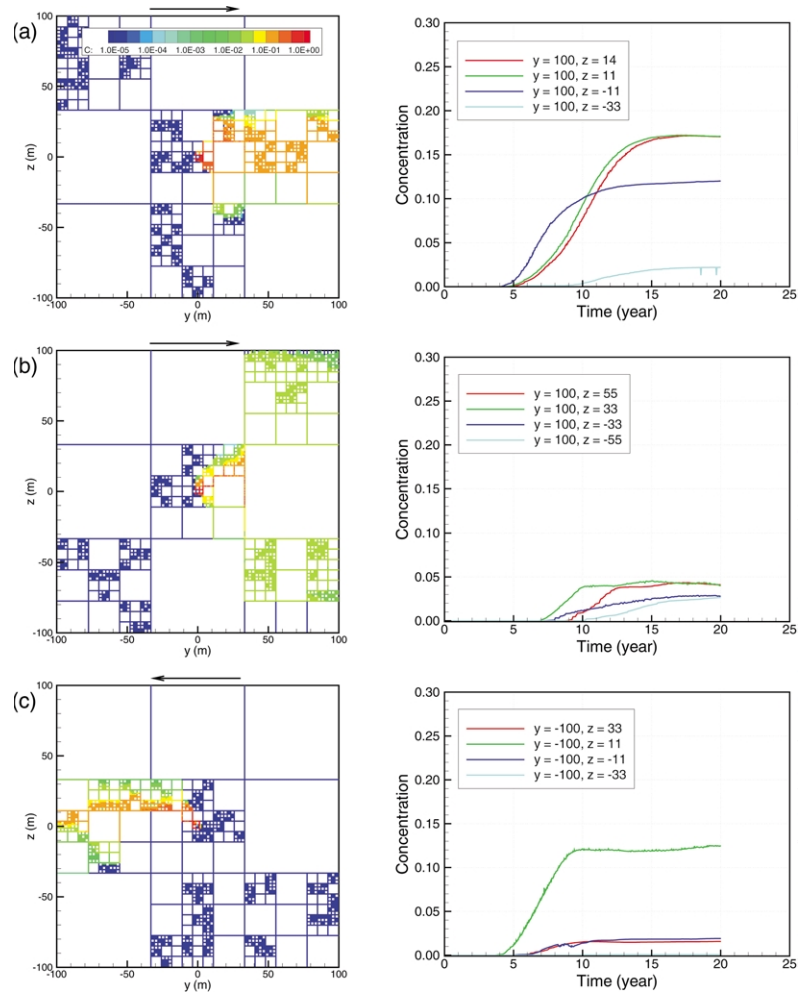 (a)
100
50
0
-50
-100
z (m)
C: 1.0E-05 1.0E-04 1.0E-03 1.0E-02 1.0E-01 1.0E+00
-100 -50 0 50 100
y (m)
0.30
0.25
0.20
0.15
0.10
0.05
0.00
Concentration
y = 100, z = 14
y = 100, z = 11
y = 100, z = -11
y = 100, z = -33
0 5 10 15 20 25
Time (year)
(b)
100
50
0
-50
-100
z (m)
-100 -50 0 50 100
y (m)
0.30
0.25
0.20
0.15
0.10
0.05
0.00
Concentration
y = 100, z = 55
y = 100, z = 33
y = 100, z = -33
y = 100, z = -55
0 5 10 15 20 25
Time (year)
(c)
100
50
0
-50
-100
z (m)
-100 -50 0 50 100
y (m)
0.30
0.25
0.20
0.15
0.10
0.05
0.00
Concentration
y = -100, z = 33
y = -100, z = 11
y = -100, z = -11
y = -100, z = -33
0 5 10 15 20 25
Time (year)